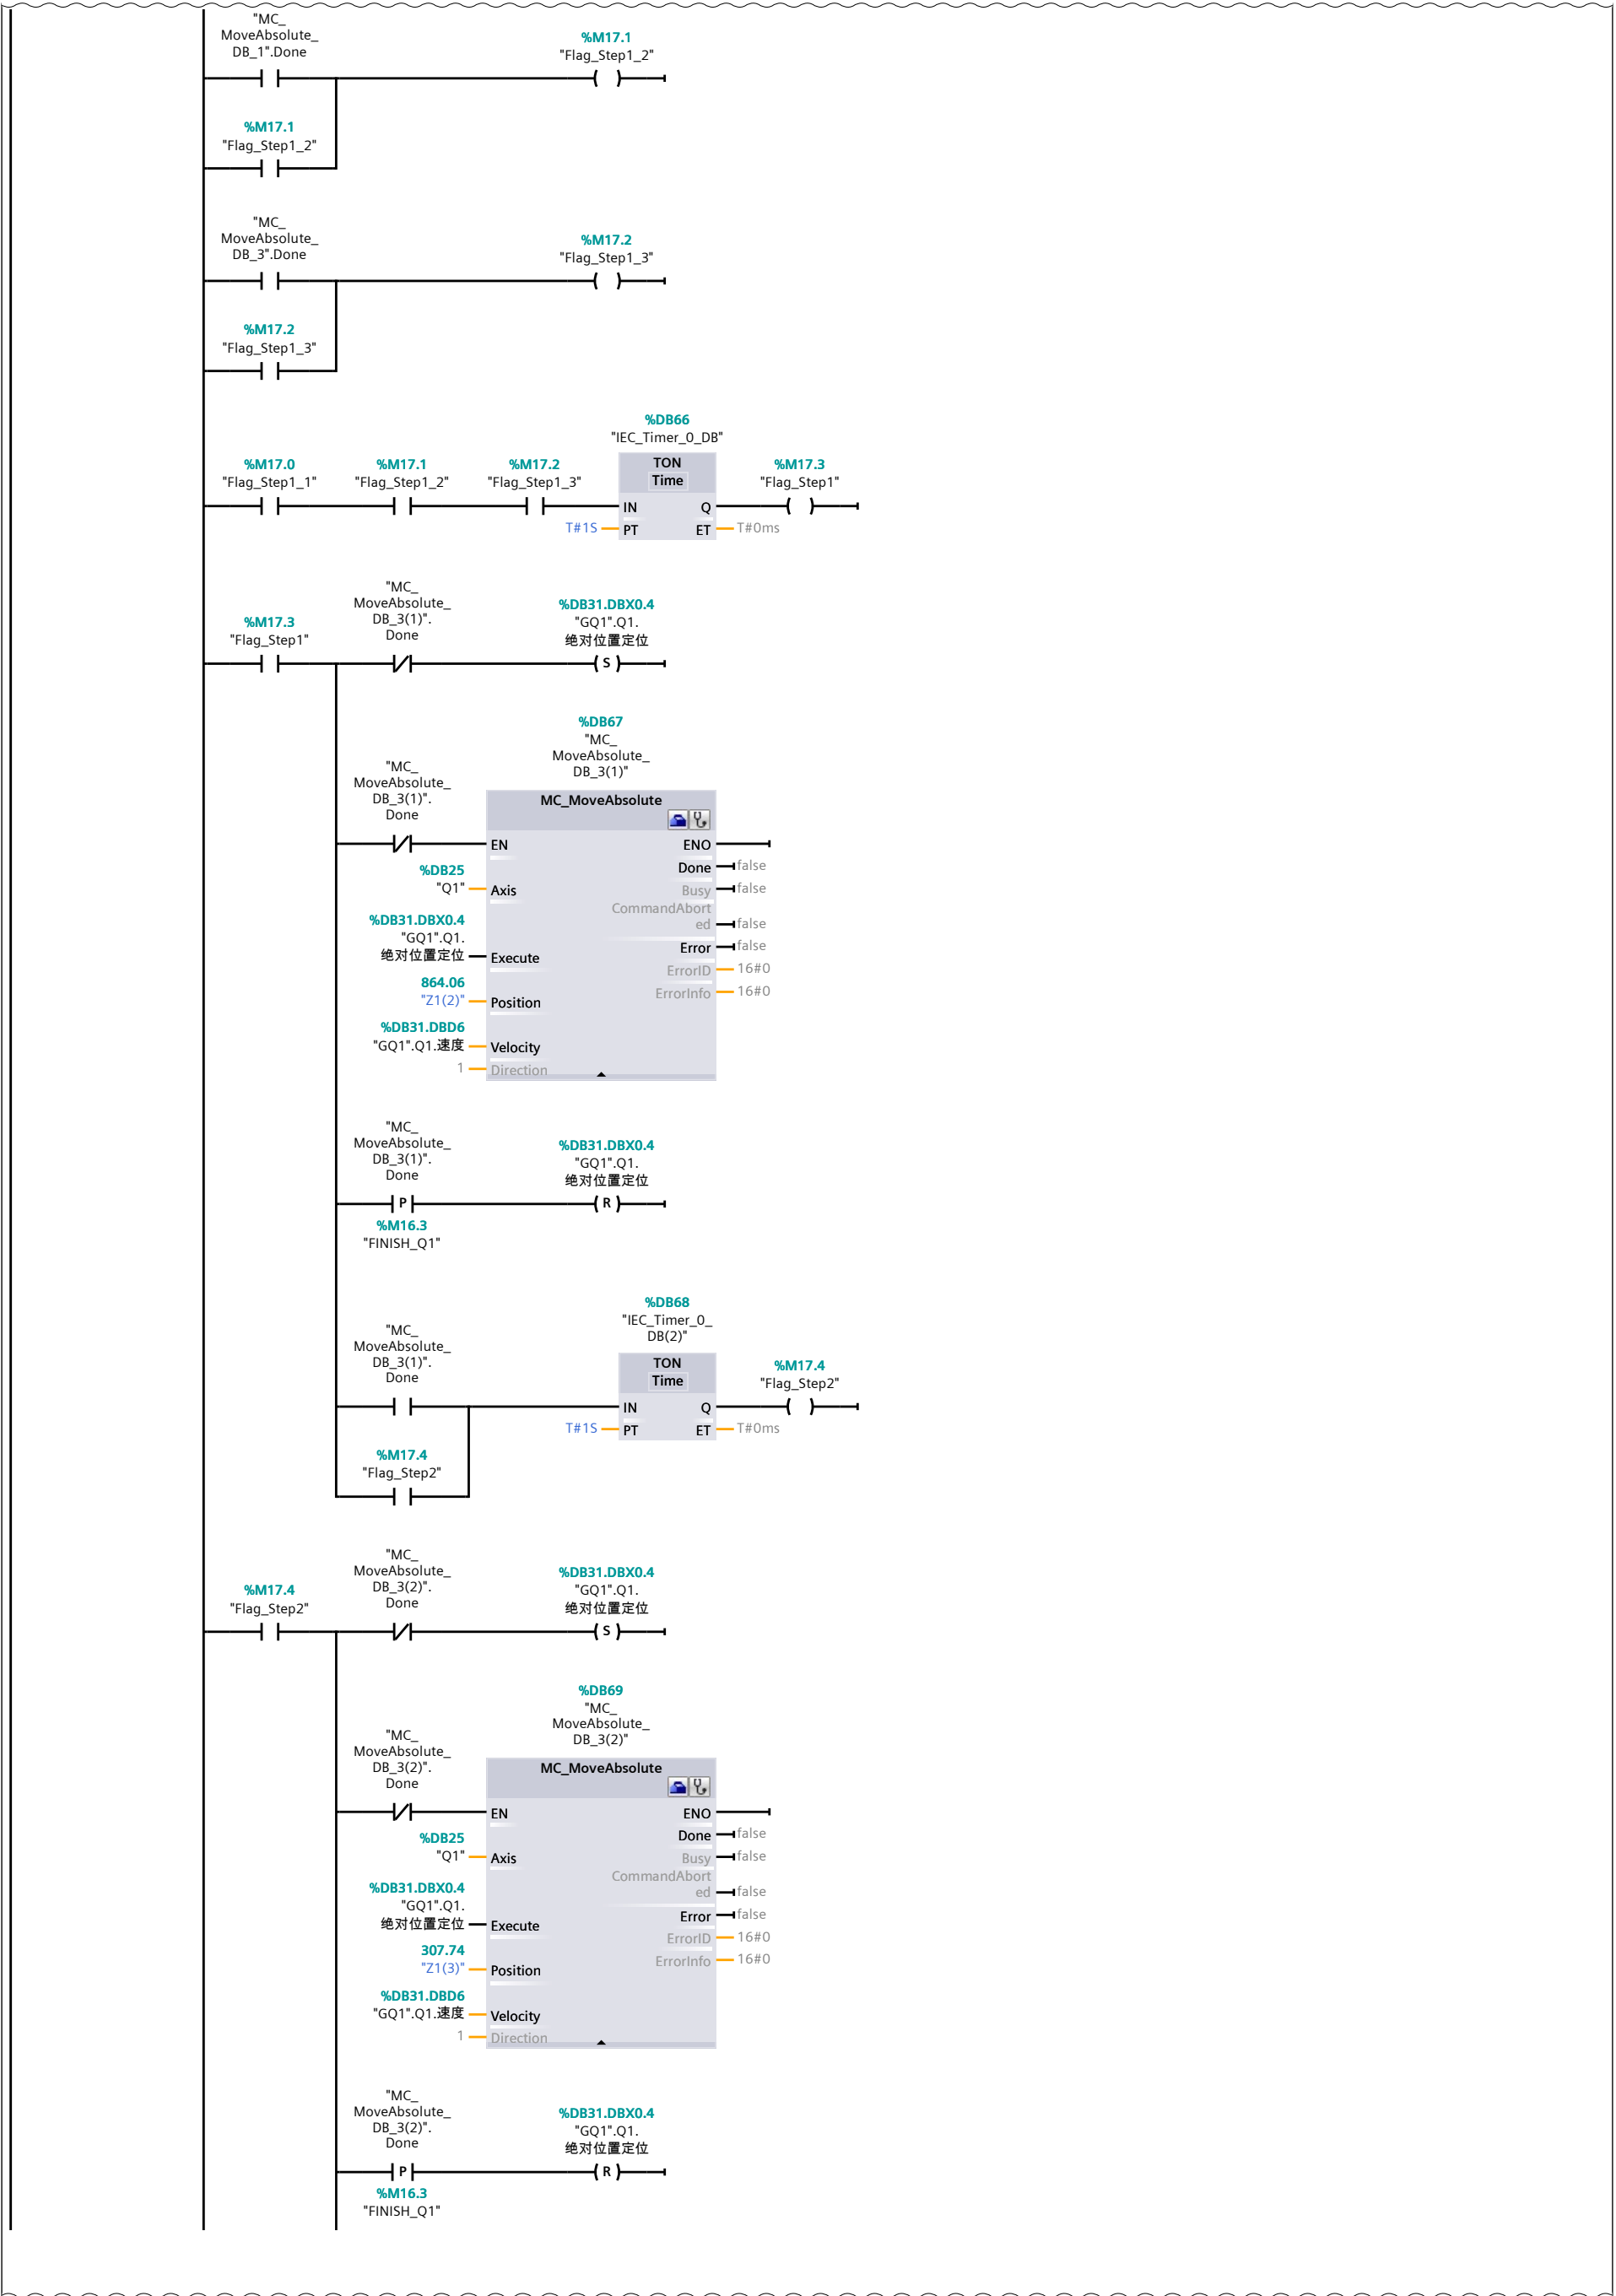 "MC_
MoveAbsolute_
DB_1".Done
%M17.1
"Flag_Step1_2"
%M17.1
"Flag_Step1_2"
"MC_
MoveAbsolute_
DB_3".Done
%M17.2
"Flag_Step1_3"
%M17.2
"Flag_Step1_3"
%DB66
"IEC_Timer_0_DB"
%M17.0
"Flag_Step1_1"
%M17.1
"Flag_Step1_2"
%M17.2
"Flag_Step1_3"
TON
Time
%M17.3
"Flag_Step1"
IN
Q
T#1S
PT
ET
T#0ms
%M17.3
"Flag_Step1"
"MC_
MoveAbsolute_
DB_3(1)".
Done
%DB31.DBX0.4
"GQ1".Q1.
绝对位置定位
S
%DB67
"MC_
MoveAbsolute_
DB_3(1)"
"MC_
MoveAbsolute_
DB_3(1)".
Done
MC_MoveAbsolute
EN
ENO
Done
false
%DB25
"Q1"
Axis
Busy
false
CommandAbort
ed
false
%DB31.DBX0.4
"GQ1".Q1.
绝对位置定位
Execute
Error
false
ErrorID
16#0
864.06
"Z1(2)"
Position
ErrorInfo
16#0
%DB31.DBD6
"GQ1".Q1.速度
Velocity
1
Direction
"MC_
MoveAbsolute_
DB_3(1)".
Done
P
%M16.3
"FINISH_Q1"
%DB31.DBX0.4
"GQ1".Q1.
绝对位置定位
R
%DB68
"IEC_Timer_0_
DB(2)"
"MC_
MoveAbsolute_
DB_3(1)".
Done
TON
Time
%M17.4
"Flag_Step2"
IN
Q
T#1S
PT
ET
T#0ms
%M17.4
"Flag_Step2"
%M17.4
"Flag_Step2"
"MC_
MoveAbsolute_
DB_3(2)".
Done
%DB31.DBX0.4
"GQ1".Q1.
绝对位置定位
S
%DB69
"MC_
MoveAbsolute_
DB_3(2)"
"MC_
MoveAbsolute_
DB_3(2)".
Done
MC_MoveAbsolute
EN
ENO
Done
false
%DB25
"Q1"
Axis
Busy
false
CommandAbort
ed
false
%DB31.DBX0.4
"GQ1".Q1.
绝对位置定位
Execute
Error
false
ErrorID
16#0
307.74
"Z1(3)"
Position
ErrorInfo
16#0
%DB31.DBD6
"GQ1".Q1.速度
Velocity
1
Direction
"MC_
MoveAbsolute_
DB_3(2)".
Done
P
%M16.3
"FINISH_Q1"
%DB31.DBX0.4
"GQ1".Q1.
绝对位置定位
R